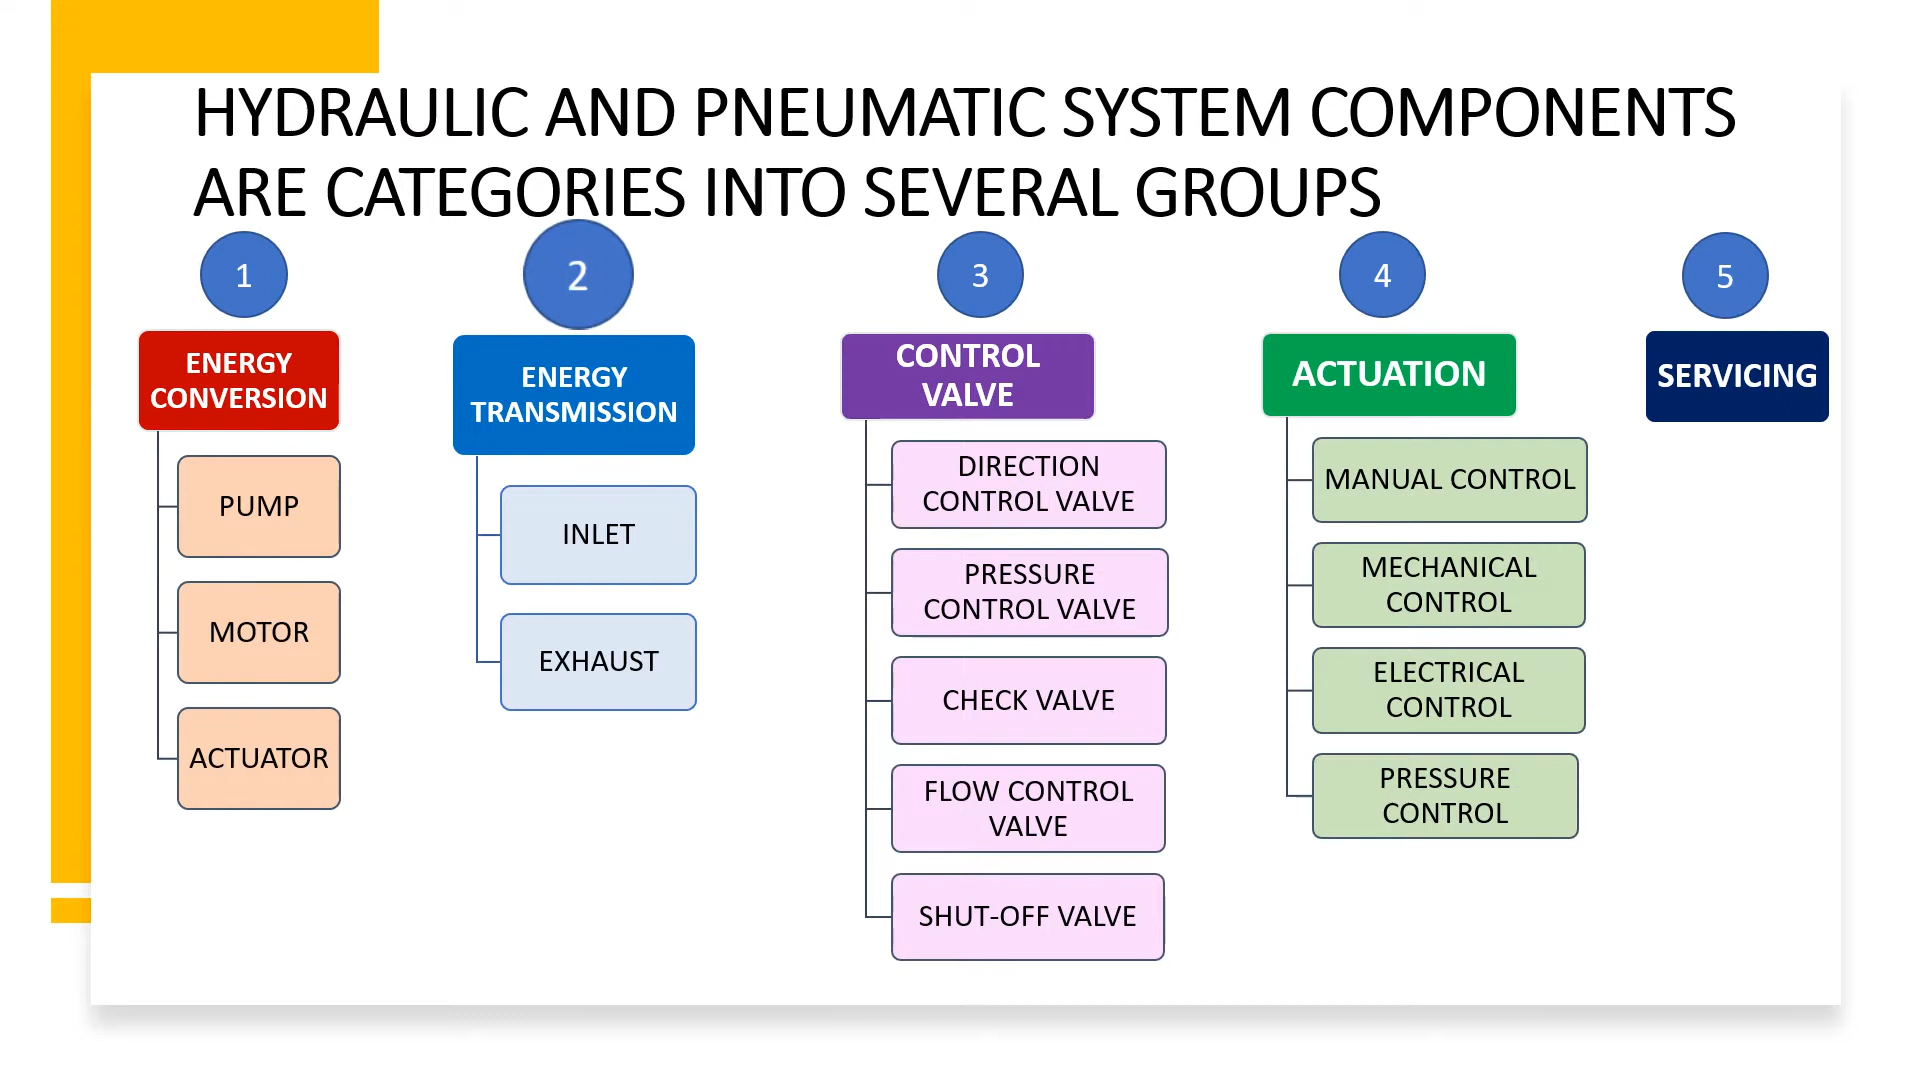 HYDRAULIC AND PNEUMATIC SYSTEM COMPONENTS
ARE CATEGORIES INTO SEVERAL GROUPS
1
ENERGY
CONVERSION
PUMP
MOTOR
ACTUATOR
2
ENERGY
TRANSMISSION
INLET
EXHAUST
3
CONTROL
VALVE
DIRECTION
CONTROL VALVE
PRESSURE
CONTROL VALVE
CHECK VALVE
FLOW CONTROL
VALVE
SHUT-OFF VALVE
4
ACTUATION
MANUAL CONTROL
MECHANICAL
CONTROL
ELECTRICAL
CONTROL
PRESSURE
CONTROL
5
SERVICING